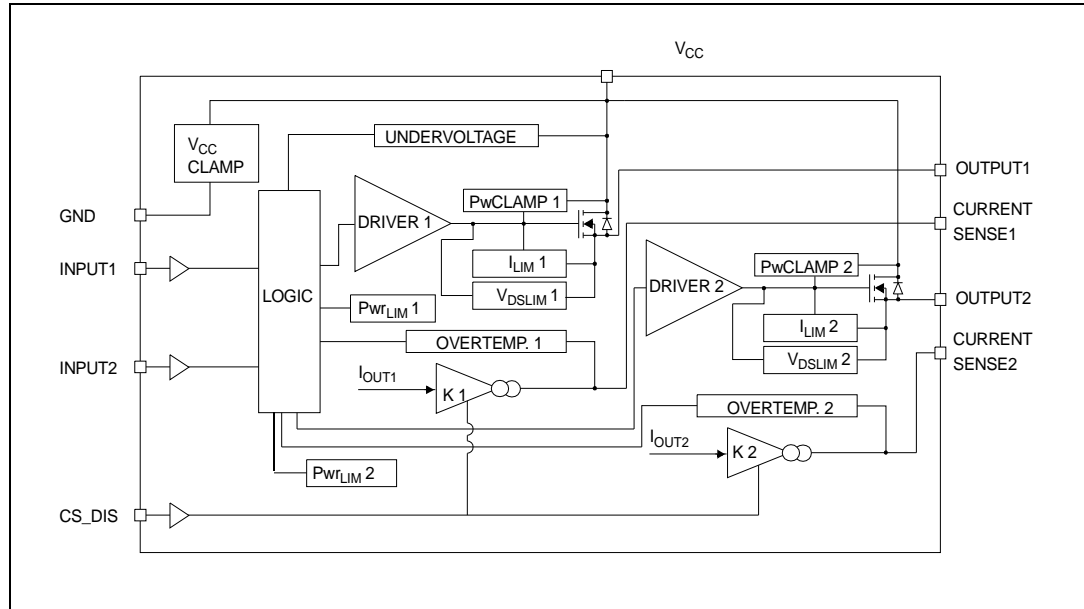 VCC
VCC
CLAMP
UNDERVOLTAGE
OUTPUT1
PwCLAMP 1
GND
DRIVER 1
CURRENT
SENSE1
INPUT1
ILIM 1
PwCLAMP 2
LOGIC
VDSLIM 1
DRIVER 2
PwrLIM 1
OUTPUT2
ILIM 2
OVERTEMP. 1
CURRENT
SENSE2
INPUT2
VDSLIM 2
IOUT1
K 1
OVERTEMP. 2
IOUT2
K 2
PwrLIM 2
CS_DIS